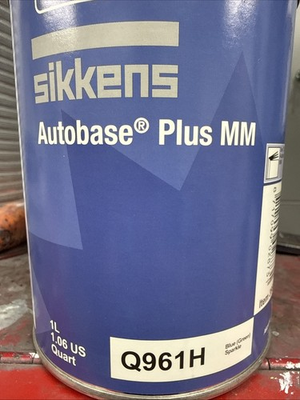 sikkens
Autobase® Plus MM
1L
1.06 US
Quart
Q961H
Blue (Green)
Sparkle